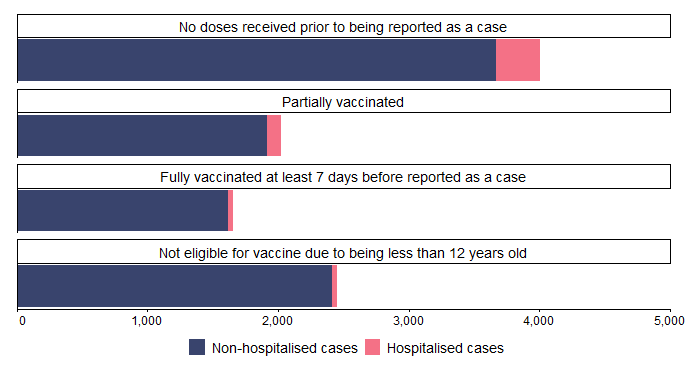 No doses received prior to being reported as a case
Partially vaccinated
Fully vaccinated at least 7 days before reported as a case
Not eligible for vaccine due to being less than 12 years old
0 1,000 2,000 3,000 4,000 5,000
Non-hospitalised cases Hospitalised cases